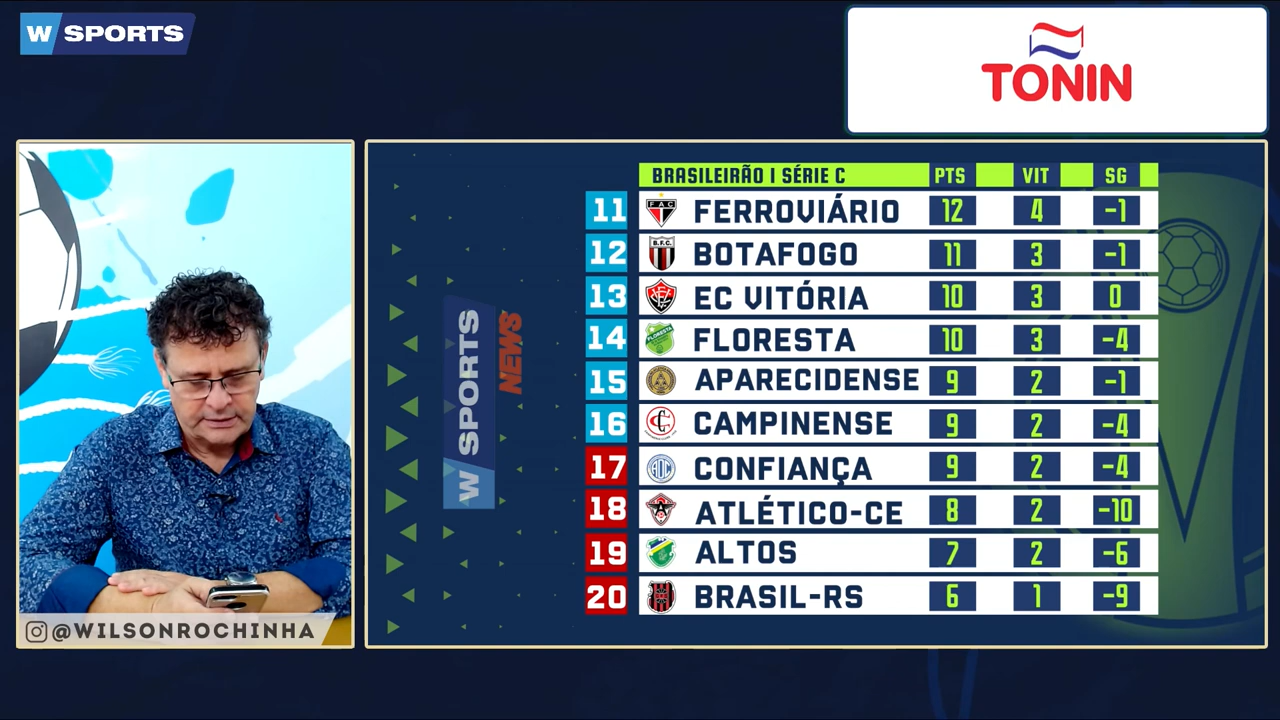 W SPORTS
TONIN
BRASILEIRÃO | SÉRIE C PTS VIT SG
11 FAC FERROVIÁRIO 12 4 -1
12 B.F.C. BOTAFOGO 11 3 -1
13 EC VITÓRIA 10 3 0
14 FLORESTA FLORESTA 10 3 -4
15 APARECIDENSE 9 2 -1
16 CAMPINENSE 9 2 -4
17 ADC CONFIANÇA 9 2 -4
18 ATLÉTICO-CE 8 2 -10
19 ALTOS 7 2 -6
20 BRASIL-RS 6 1 -9
W SPORTS
NEWS
@WILSONROCHINHA